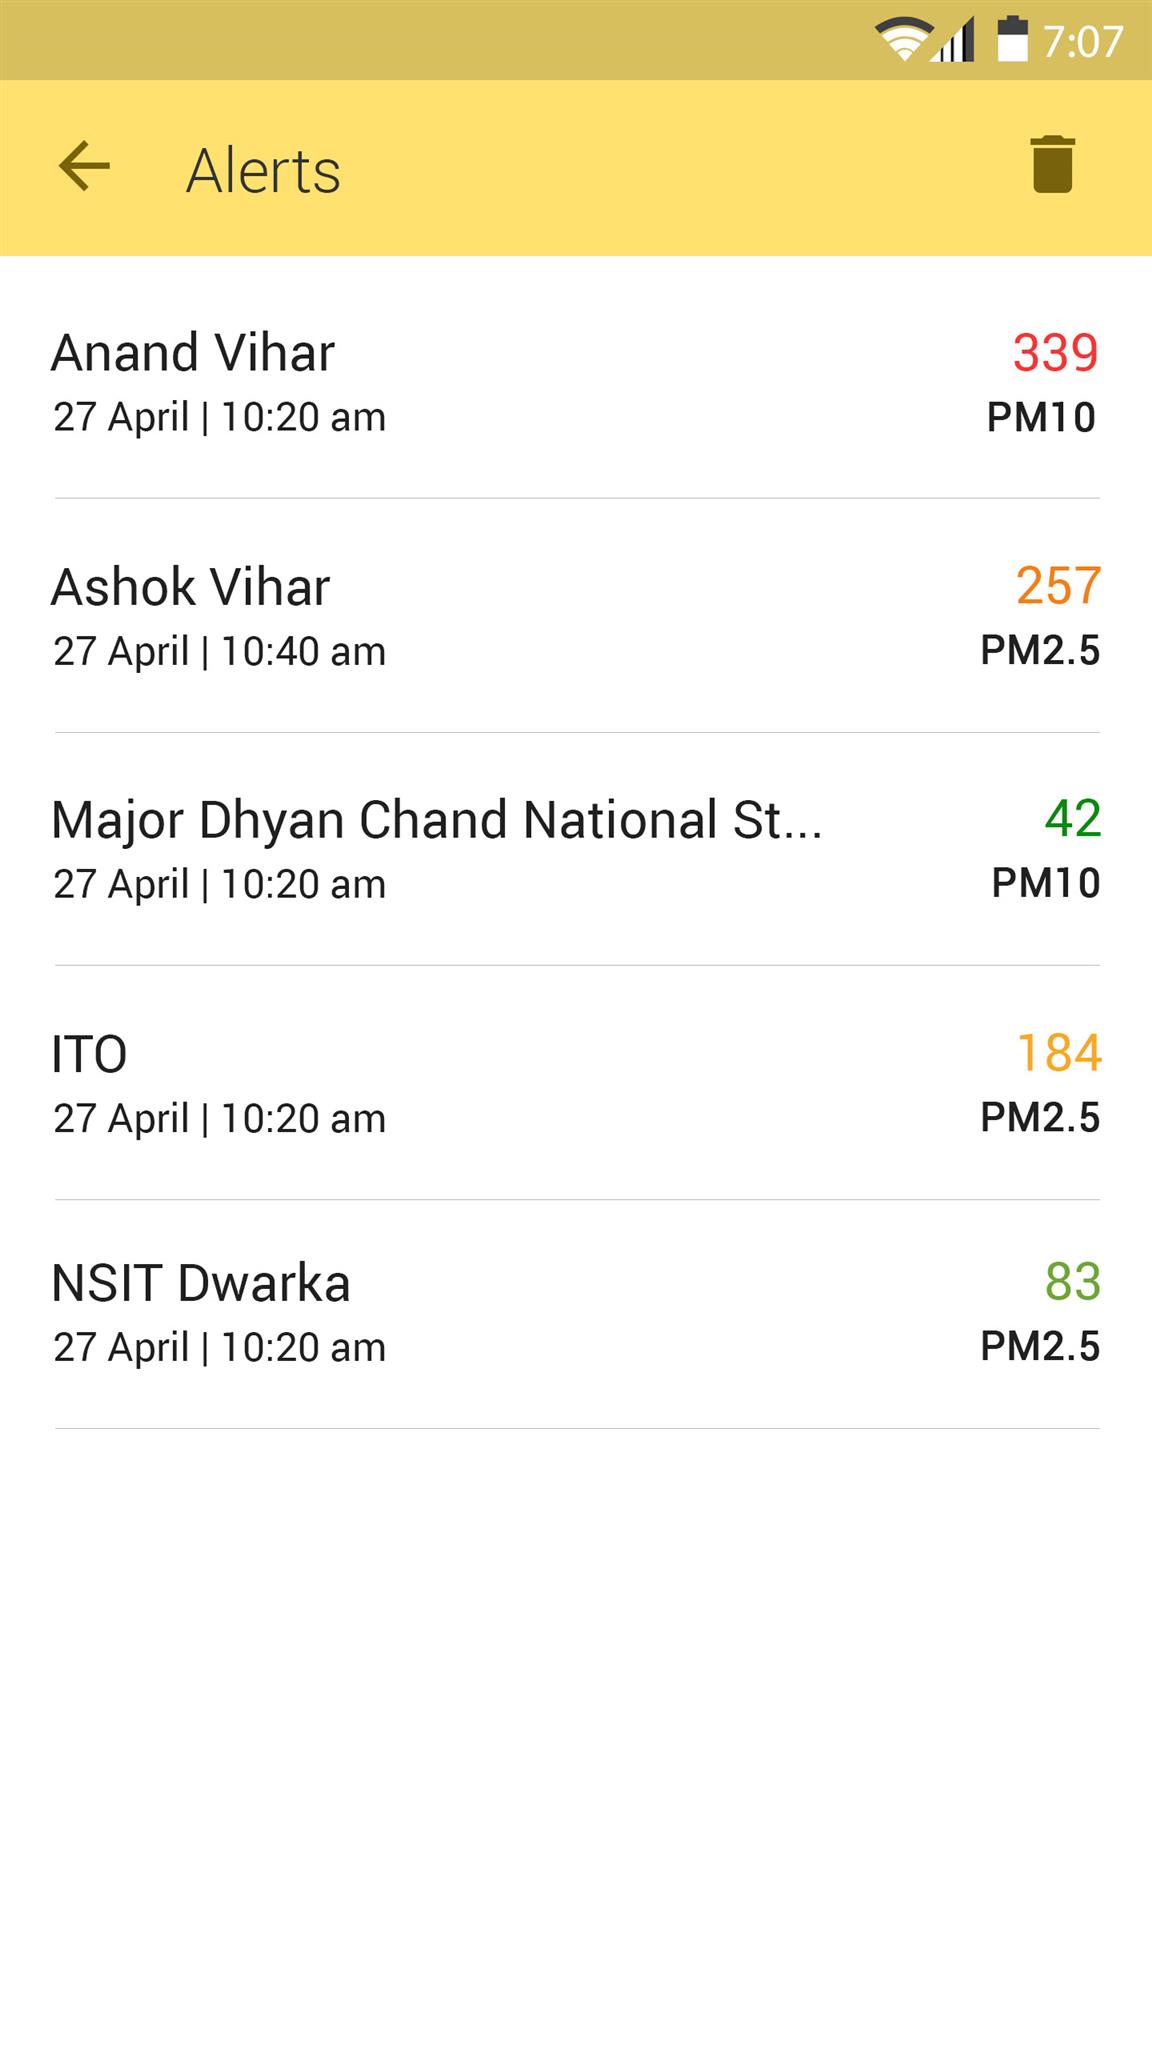 7:07
Alerts
Anand Vihar 339
27 April | 10:20 am PM10
Ashok Vihar 257
27 April | 10:40 am PM2.5
Major Dhyan Chand National St... 42
27 April | 10:20 am PM10
ITO 184
27 April | 10:20 am PM2.5
NSIT Dwarka 83
27 April | 10:20 am PM2.5